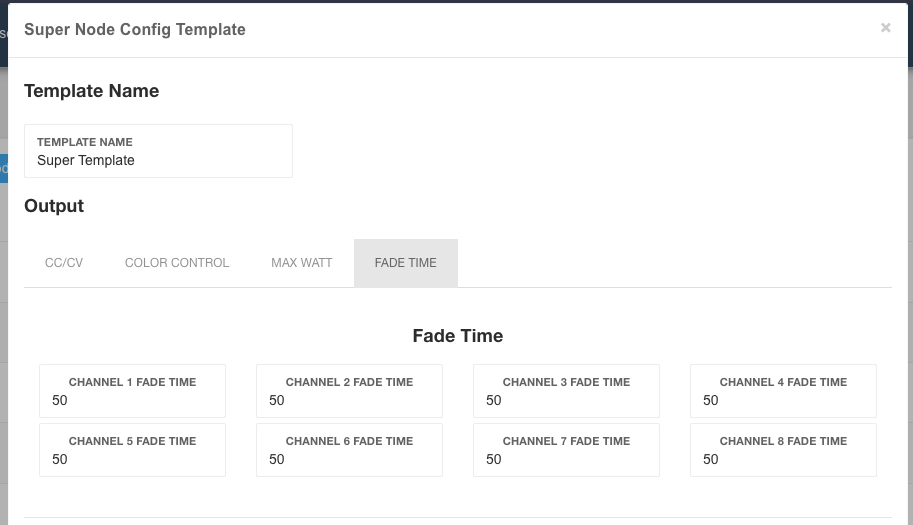 Super Node Config Template
×
Template Name
TEMPLATE NAME
Super Template
Output
CC/CV COLOR CONTROL MAX WATT FADE TIME
Fade Time
CHANNEL 1 FADE TIME CHANNEL 2 FADE TIME CHANNEL 3 FADE TIME CHANNEL 4 FADE TIME
50 50 50 50
CHANNEL 5 FADE TIME CHANNEL 6 FADE TIME CHANNEL 7 FADE TIME CHANNEL 8 FADE TIME
50 50 50 50